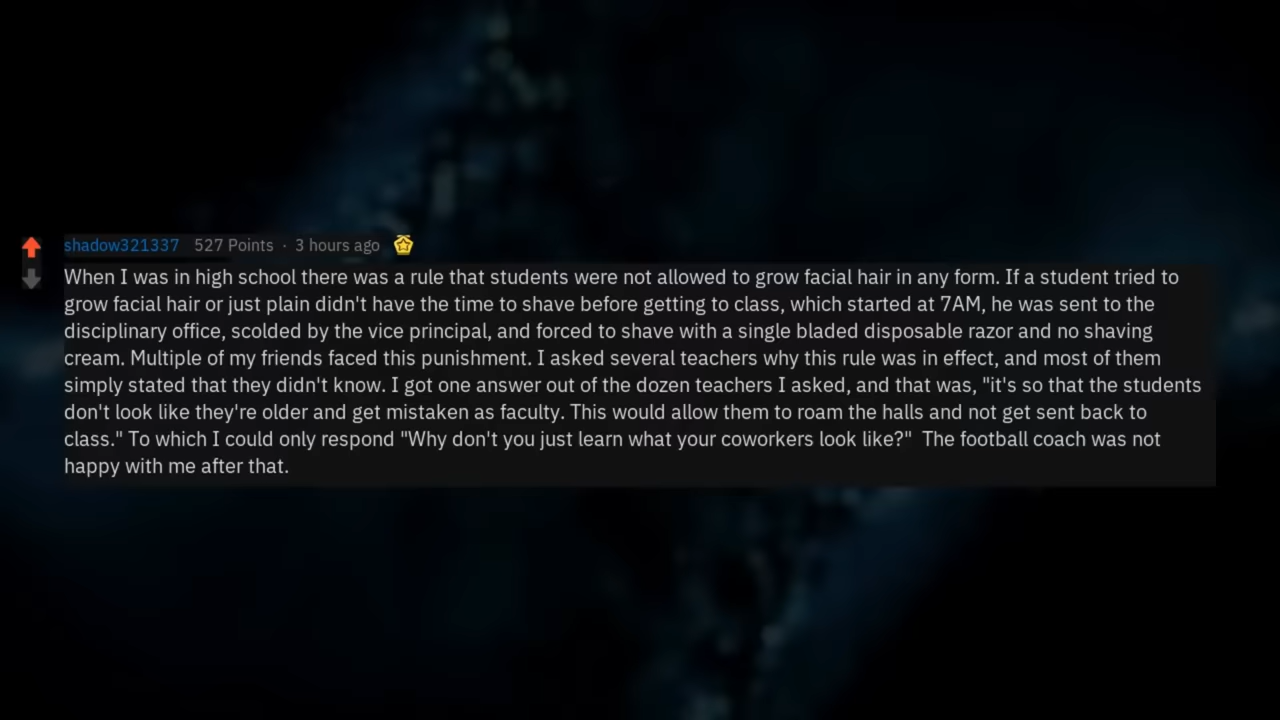 shadow321337 527 Points · 3 hours ago
When I was in high school there was a rule that students were not allowed to grow facial hair in any form. If a student tried to
grow facial hair or just plain didn't have the time to shave before getting to class, which started at 7AM, he was sent to the
disciplinary office, scolded by the vice principal, and forced to shave with a single bladed disposable razor and no shaving
cream. Multiple of my friends faced this punishment. I asked several teachers why this rule was in effect, and most of them
simply stated that they didn't know. I got one answer out of the dozen teachers I asked, and that was, "it's so that the students
don't look like they're older and get mistaken as faculty. This would allow them to roam the halls and not get sent back to
class." To which I could only respond "Why don't you just learn what your coworkers look like?"  The football coach was not
happy with me after that.